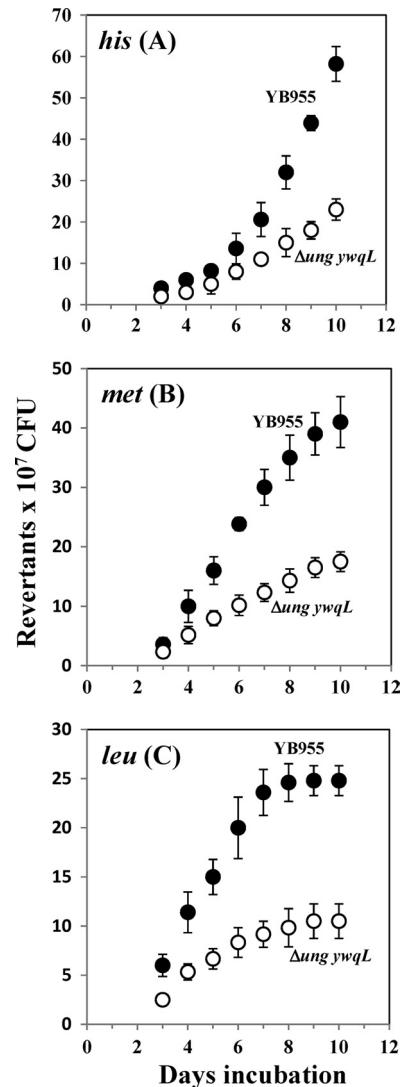 his (A)
70
60
50
40
30
20
10
0
YB955
Δung ywqL
0 2 4 6 8 10 12
met (B)
50
40
30
20
10
0
YB955
Δung ywqL
0 2 4 6 8 10 12
leu (C)
30
25
20
15
10
5
0
YB955
Δung ywqL
0 2 4 6 8 10 12
Revertants x 10⁷ CFU
Days incubation